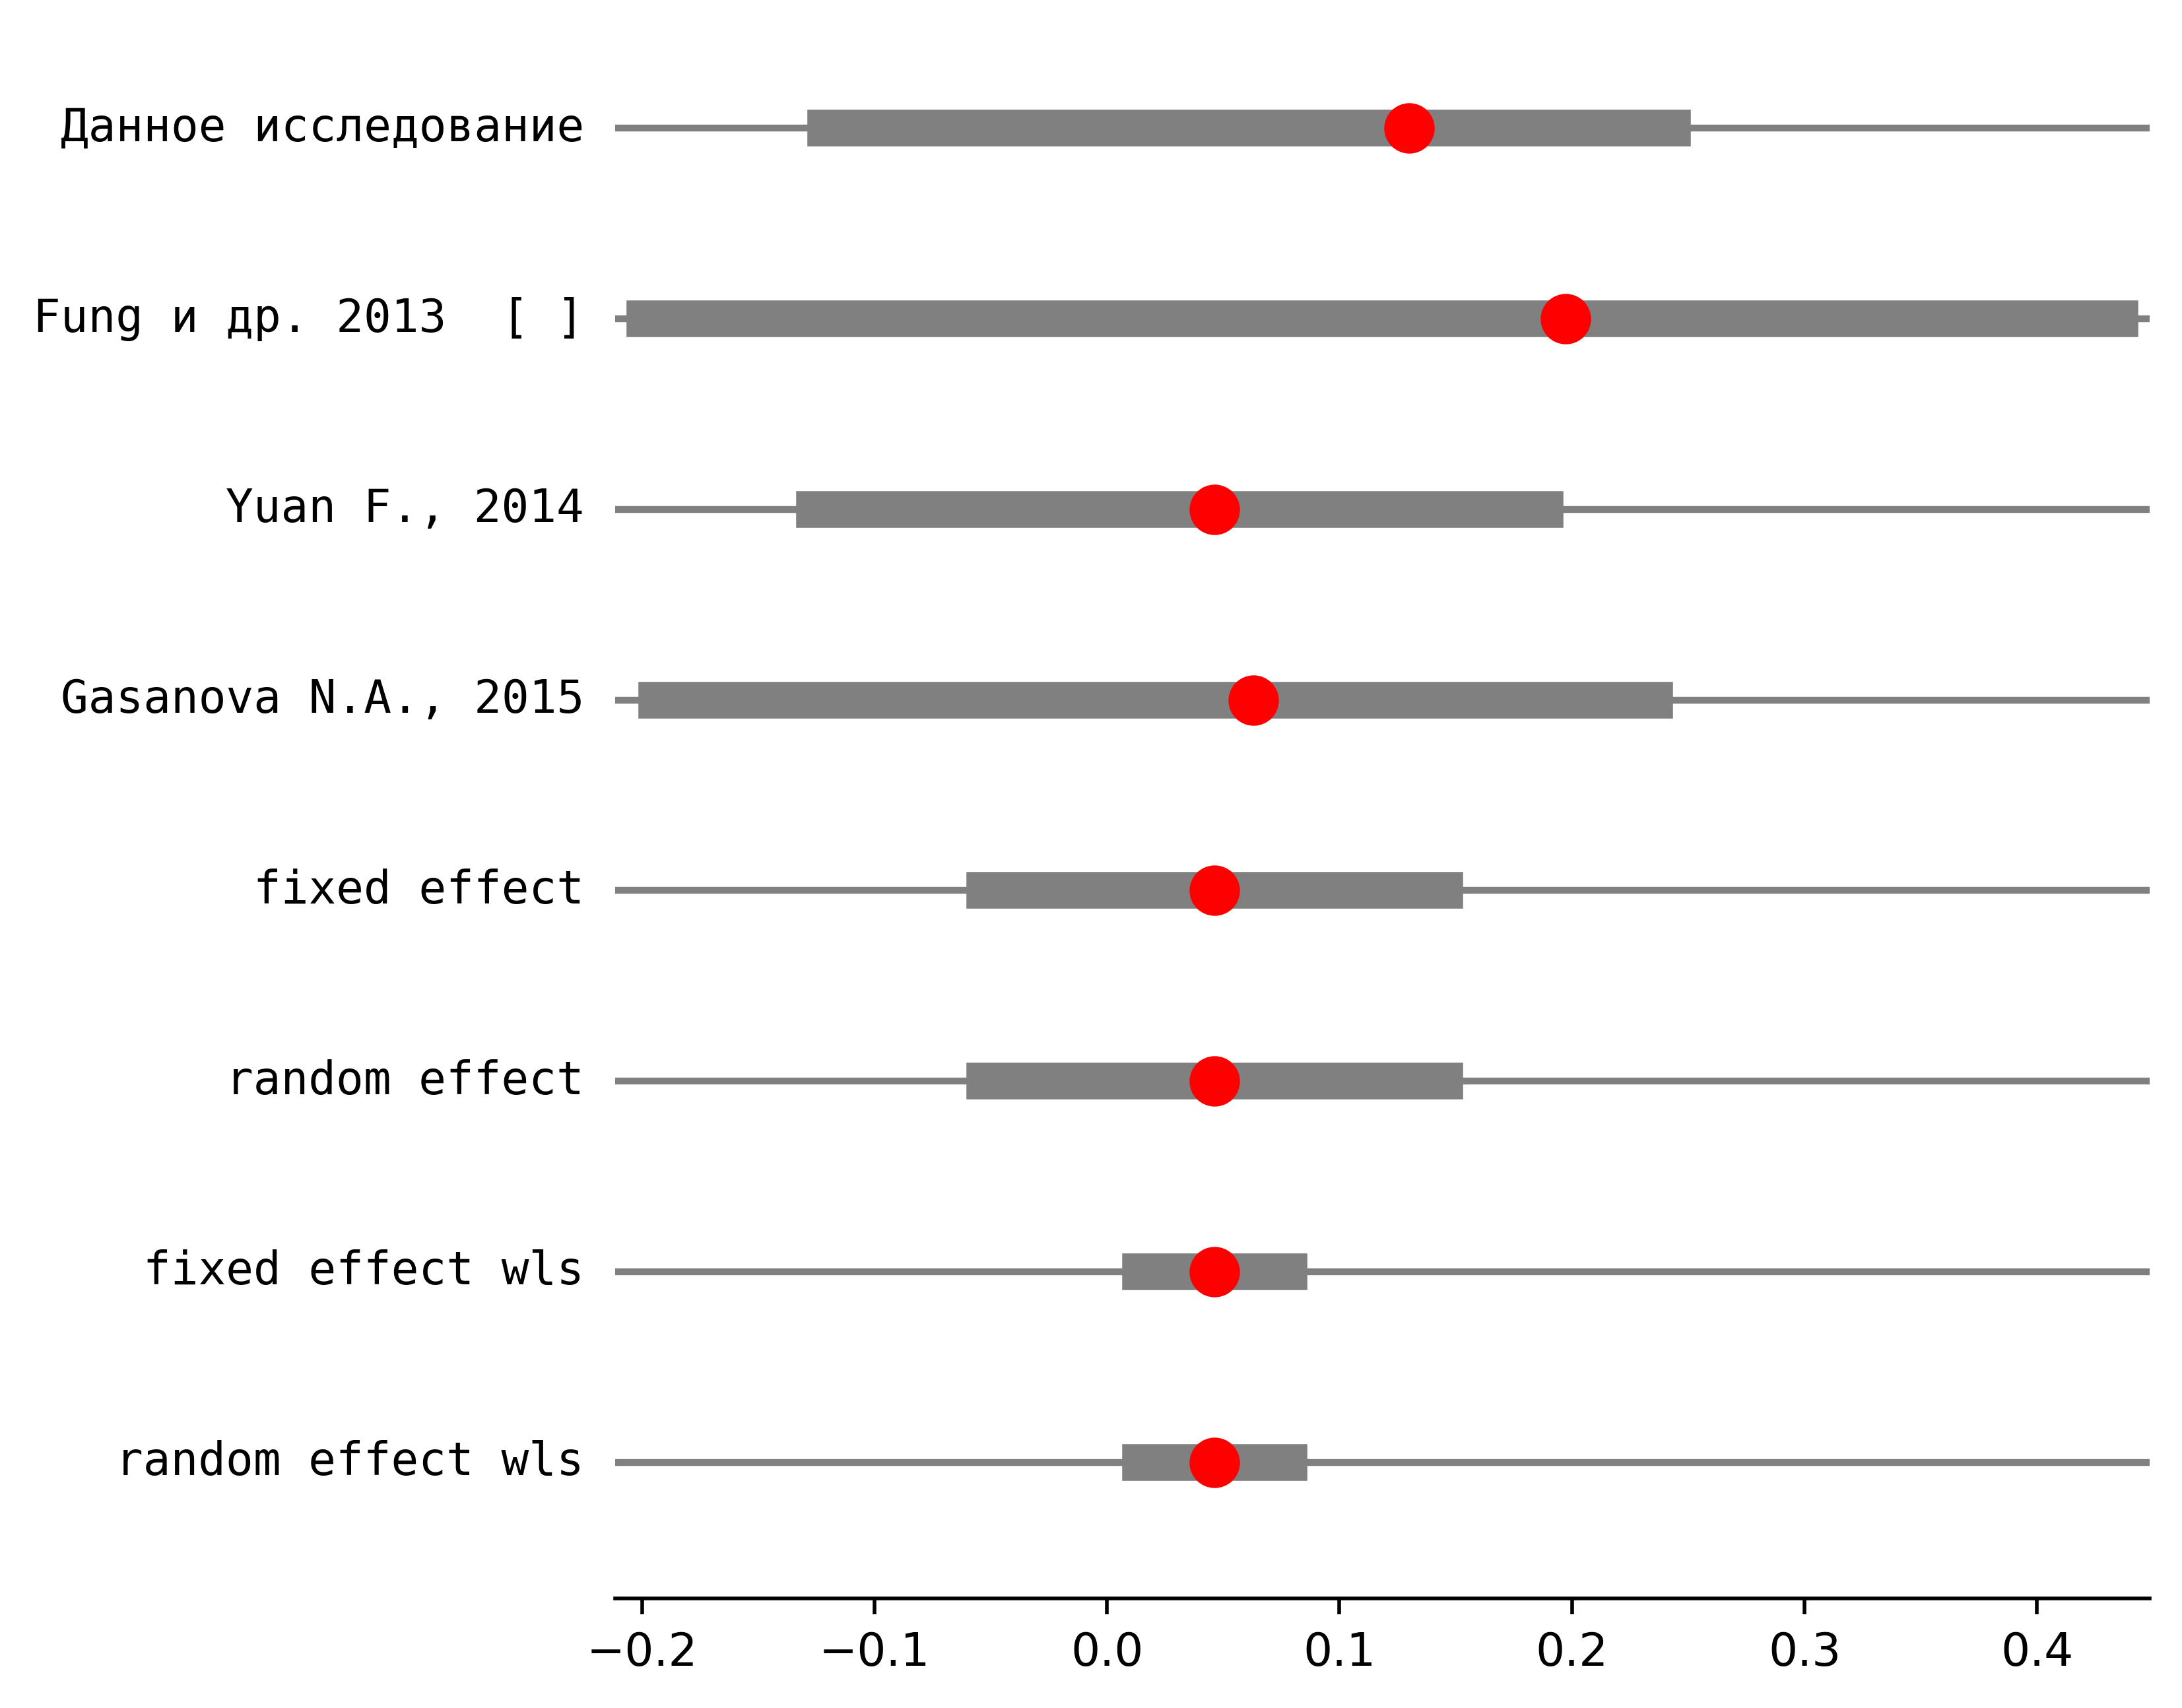 Данное исследование
Fung и др. 2013  [ ]
Yuan F., 2014
Gasanova N.A., 2015
fixed effect
random effect
fixed effect wls
random effect wls
−0.2 −0.1 0.0 0.1 0.2 0.3 0.4